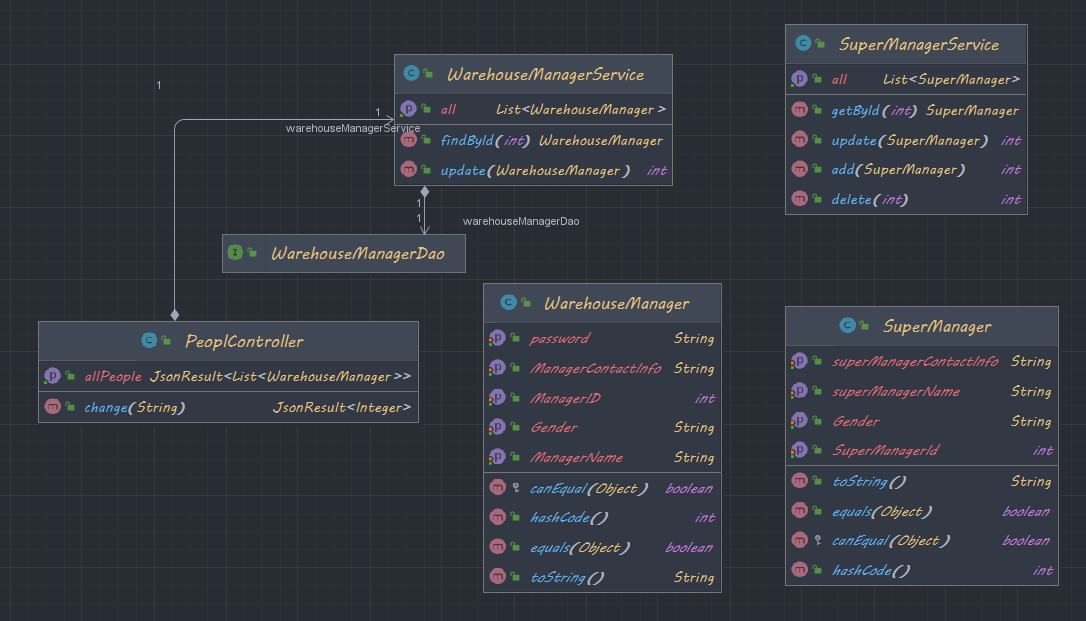 SuperManagerService
all List<SuperManager>
getById(int) SuperManager
update(SuperManager) int
add(SuperManager) int
delete(int) int
WarehouseManagerService
all List<WarehouseManager>
findById(int) WarehouseManager
update(WarehouseManager) int
1
1
warehouseManagerService
1
1
warehouseManagerDao
WarehouseManagerDao
PeoplController
allPeople JsonResult<List<WarehouseManager>>
change(String) JsonResult<Integer>
WarehouseManager
password String
ManagerContactInfo String
ManagerID int
Gender String
ManagerName String
canEqual(Object) boolean
hashCode() int
equals(Object) boolean
toString() String
SuperManager
superManagerContactInfo String
superManagerName String
Gender String
SuperManagerId int
toString() String
equals(Object) boolean
canEqual(Object) boolean
hashCode() int